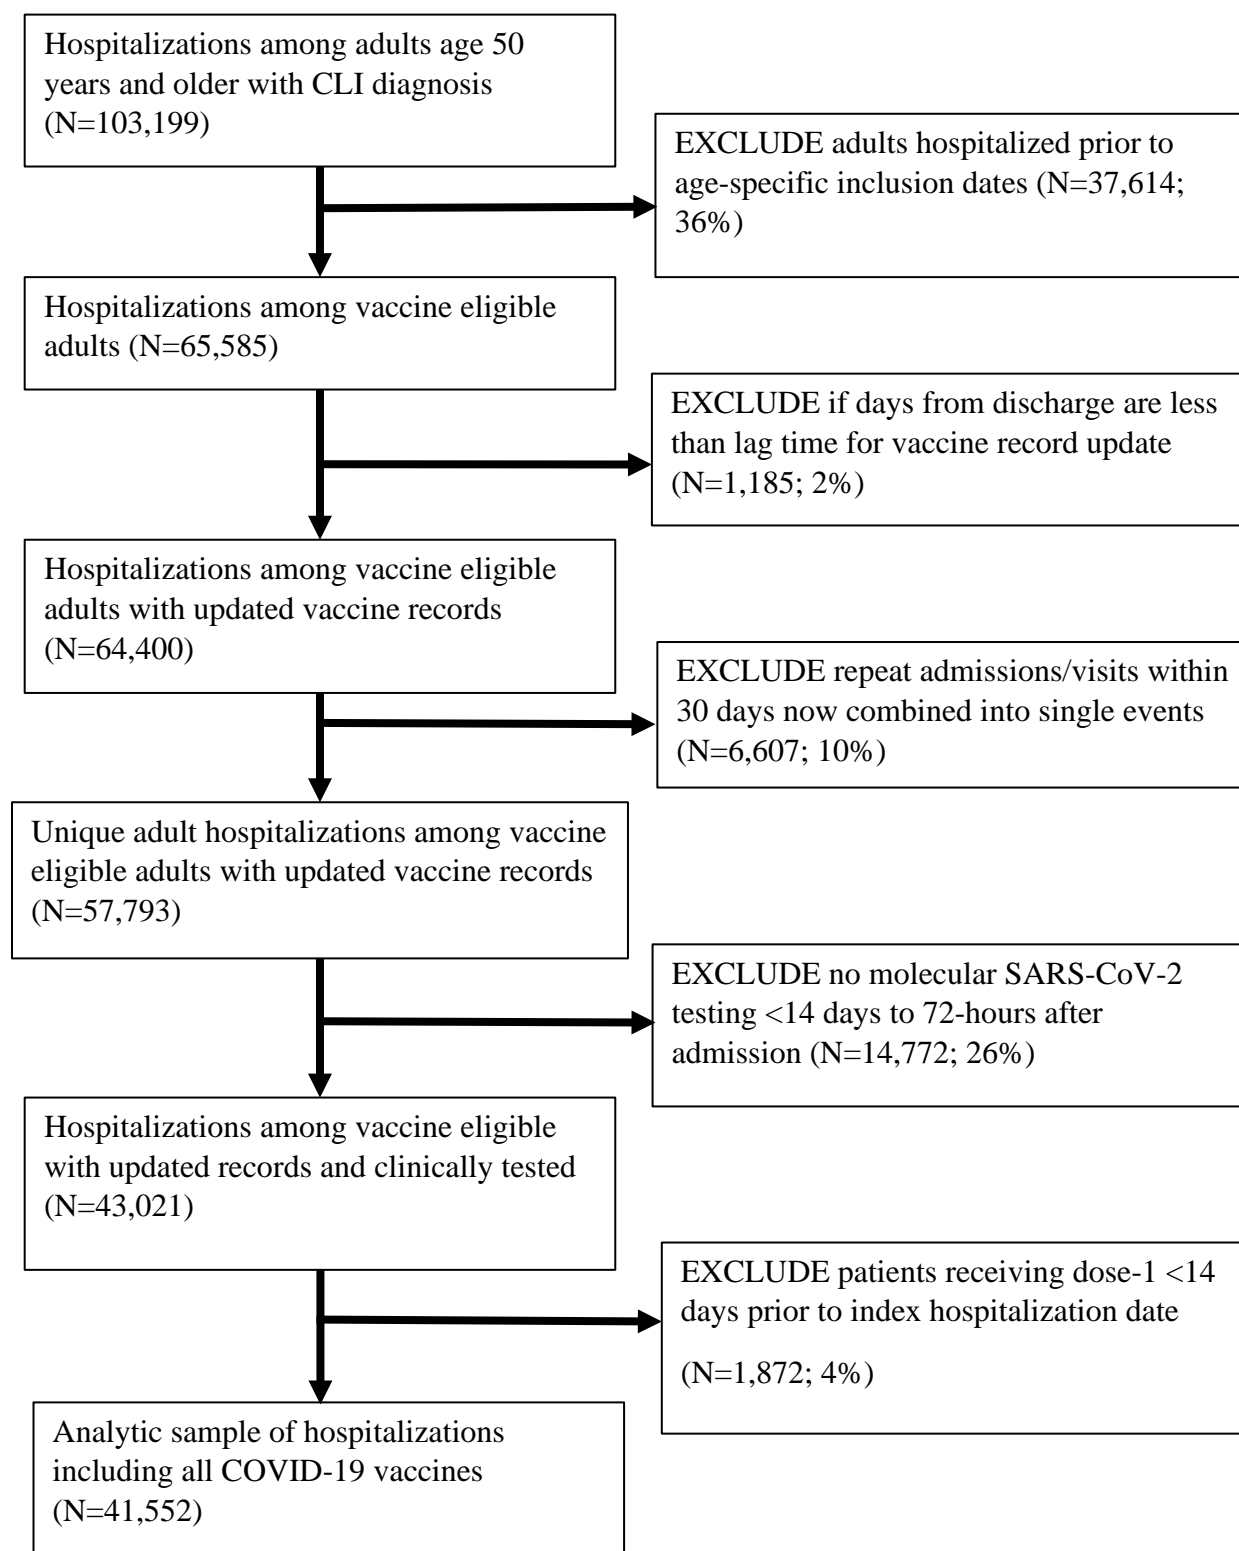 Hospitalizations among adults age 50
years and older with CLI diagnosis
(N=103,199)
EXCLUDE adults hospitalized prior to
age-specific inclusion dates (N=37,614;
36%)
Hospitalizations among vaccine eligible
adults (N=65,585)
EXCLUDE if days from discharge are less
than lag time for vaccine record update
(N=1,185; 2%)
Hospitalizations among vaccine eligible
adults with updated vaccine records
(N=64,400)
EXCLUDE repeat admissions/visits within
30 days now combined into single events
(N=6,607; 10%)
Unique adult hospitalizations among vaccine
eligible adults with updated vaccine records
(N=57,793)
EXCLUDE no molecular SARS-CoV-2
testing <14 days to 72-hours after
admission (N=14,772; 26%)
Hospitalizations among vaccine eligible
with updated records and clinically tested
(N=43,021)
EXCLUDE patients receiving dose-1 <14
days prior to index hospitalization date
(N=1,872; 4%)
Analytic sample of hospitalizations
including all COVID-19 vaccines
(N=41,552)